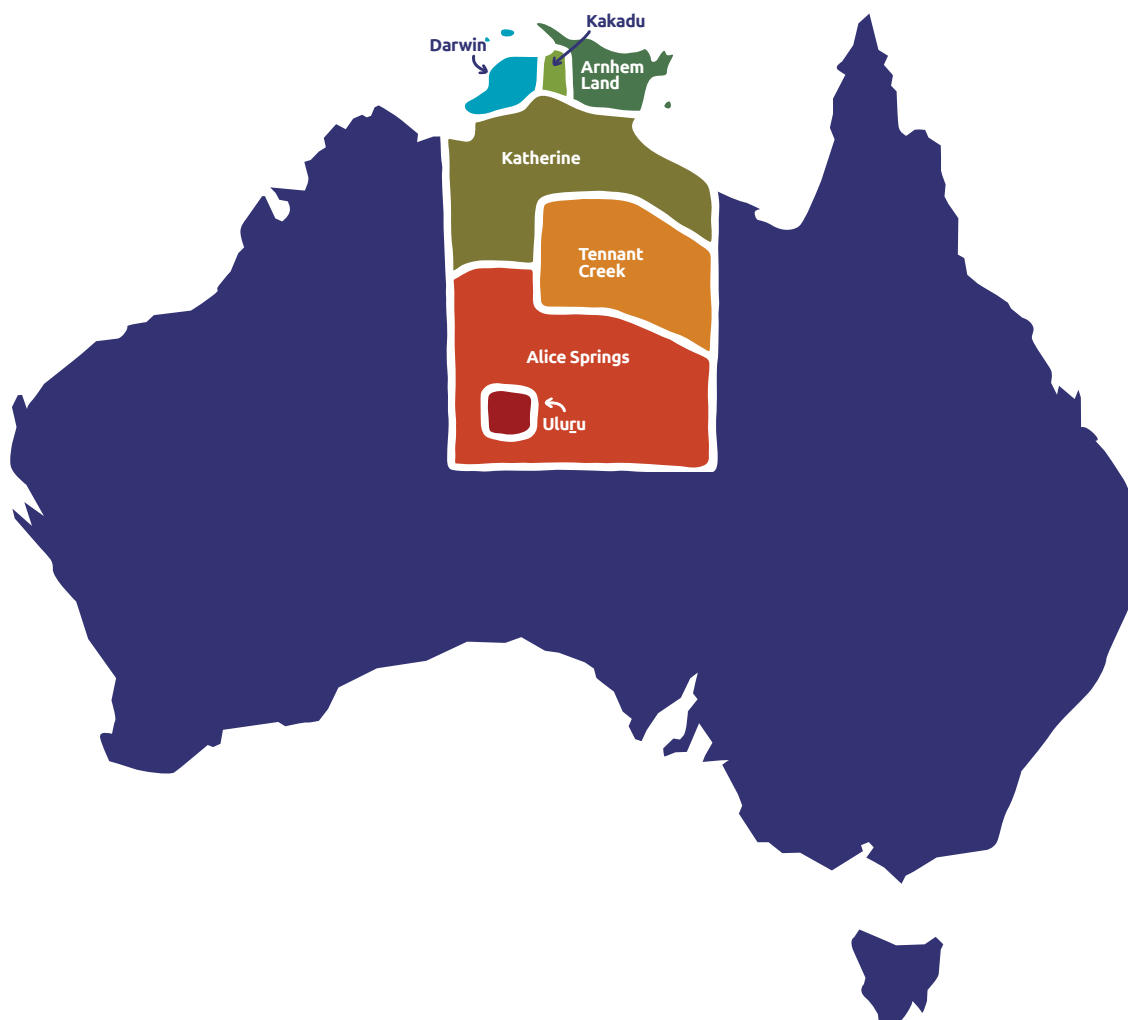 Kakadu
Darwin
Arnhem
Land
Katherine
Tennant
Creek
Alice Springs
Uluṟu